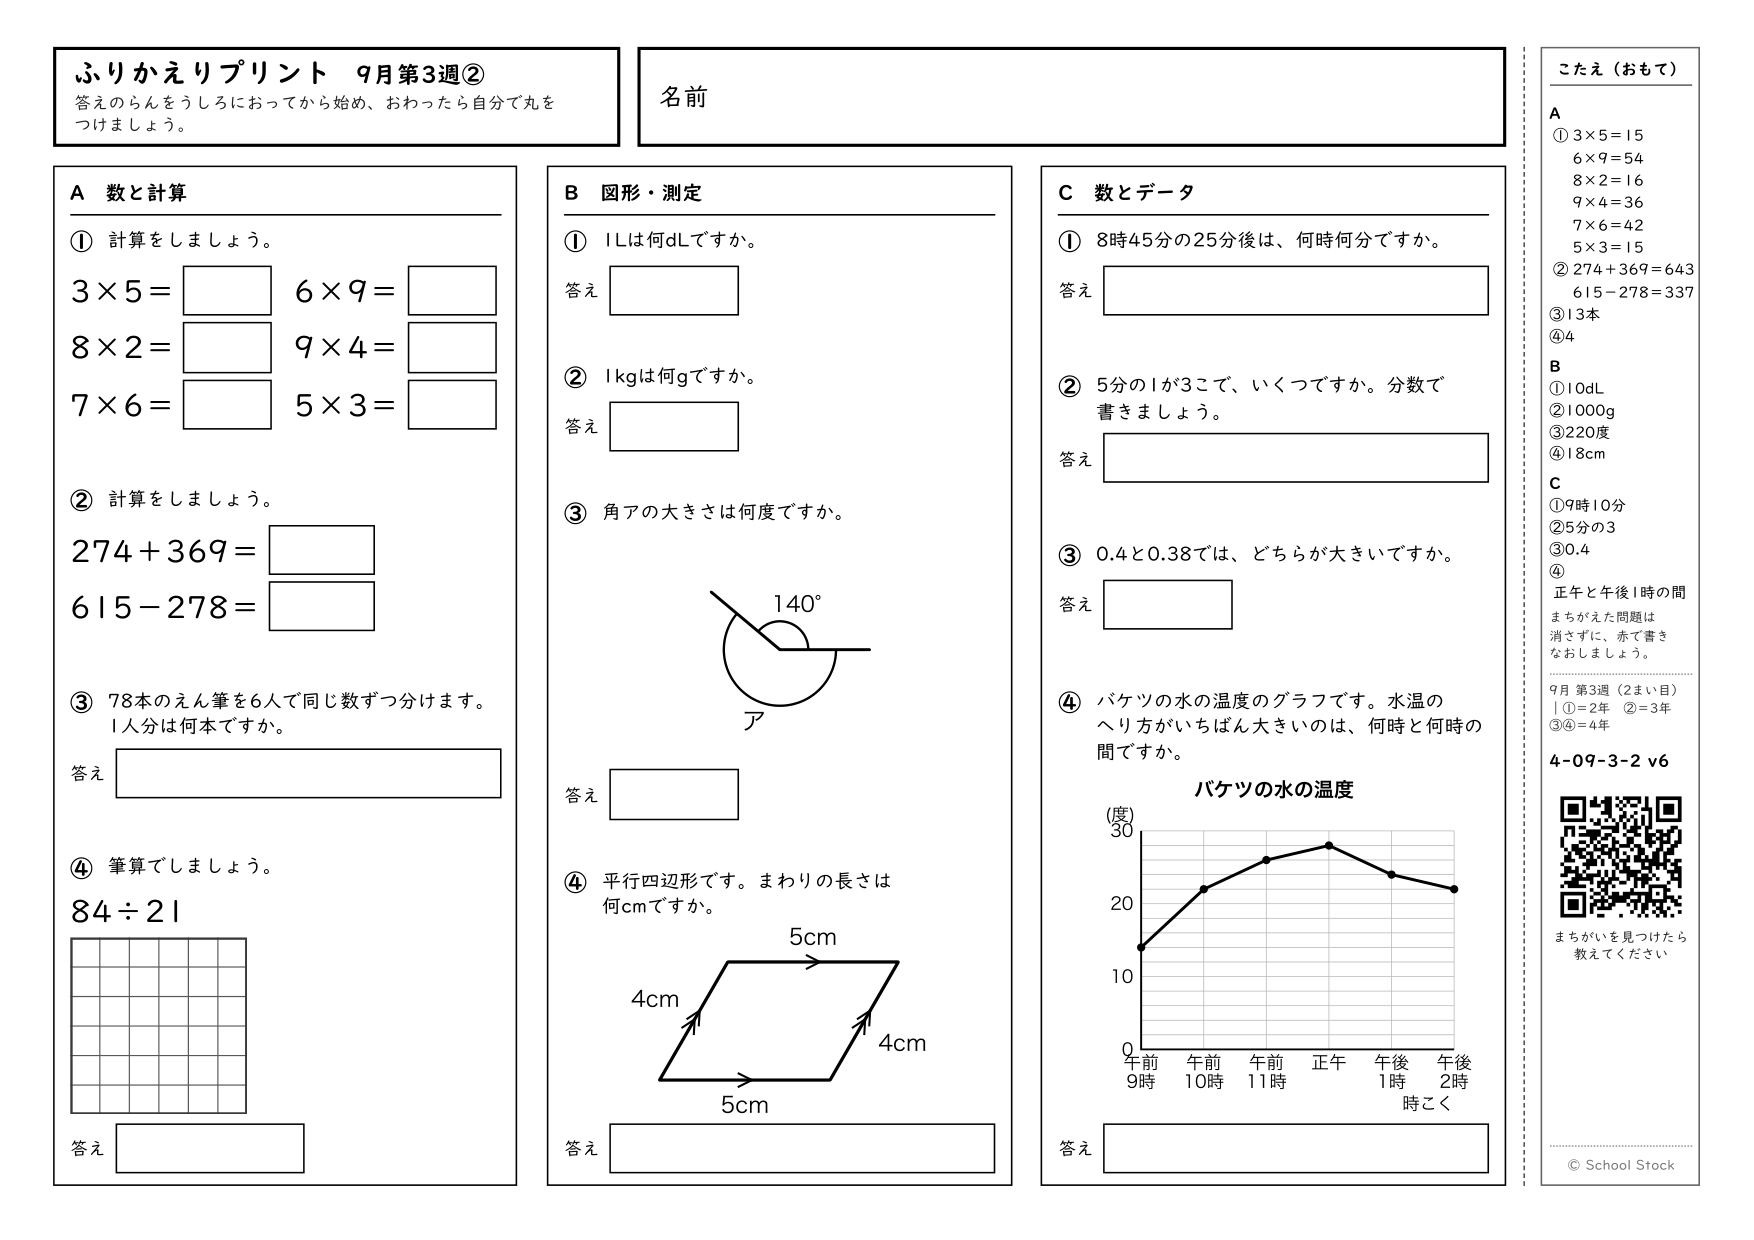 ふりかえりプリント　9月第3週②
答えのらんをうしろにおってから始め、おわったら自分で丸を
つけましょう。
名前
A　数と計算
① 計算をしましょう。
3×5＝　6×9＝
8×2＝　9×4＝
7×6＝　5×3＝
② 計算をしましょう。
274＋369＝
615－278＝
③ 78本のえん筆を6人で同じ数ずつ分けます。
1人分は何本ですか。
答え
④ 筆算でしましょう。
84÷21
答え
B　図形・測定
① 1Lは何dLですか。
答え
② 1kgは何gですか。
答え
③ 角アの大きさは何度ですか。
140°
ア
答え
④ 平行四辺形です。まわりの長さは
何cmですか。
5cm
4cm
4cm
5cm
答え
C　数とデータ
① 8時45分の25分後は、何時何分ですか。
答え
② 5分の1が3こで、いくつですか。分数で
書きましょう。
答え
③ 0.4と0.38では、どちらが大きいですか。
答え
④ バケツの水の温度のグラフです。水温の
へり方がいちばん大きいのは、何時と何時の
間ですか。
バケツの水の温度
(度)
30
20
10
0
午前 午前 午前 正午 午後 午後
9時 10時 11時 1時 2時
時こく
答え
こたえ（おもて）
A
① 3×5＝15
6×9＝54
8×2＝16
9×4＝36
7×6＝42
5×3＝15
② 274＋369＝643
615－278＝337
③13本
④4
B
①10dL
②1000g
③220度
④18cm
C
①9時10分
②5分の3
③0.4
④
正午と午後1時の間
まちがえた問題は
消さずに、赤で書き
なおしましょう。
9月 第3週（2まい目）
｜①＝2年　②＝3年
③④＝4年
4-09-3-2 v6
まちがいを見つけたら
教えてください
© School Stock